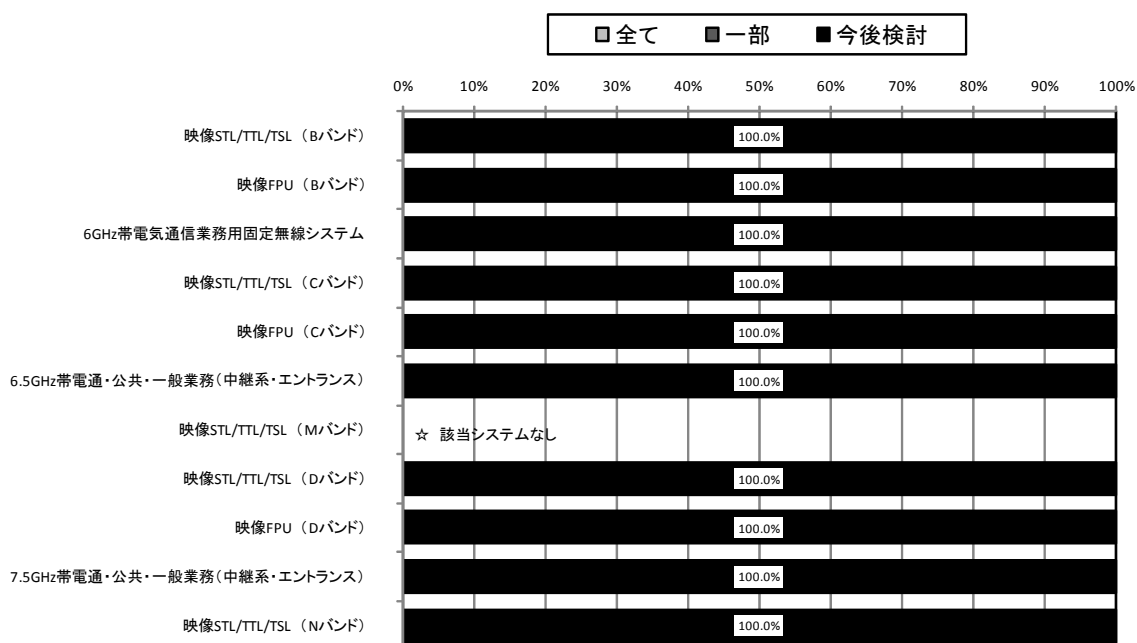 全て 一部 今後検討
0% 10% 20% 30% 40% 50% 60% 70% 80% 90% 100%
映像STL/TTL/TSL (Bバンド) 100.0%
映像FPU (Bバンド) 100.0%
6GHz帯電気通信業務用固定無線システム 100.0%
映像STL/TTL/TSL (Cバンド) 100.0%
映像FPU (Cバンド) 100.0%
6.5GHz帯電通・公共・一般業務(中継系・エントランス) 100.0%
映像STL/TTL/TSL (Mバンド) ☆ 該当システムなし
映像STL/TTL/TSL (Dバンド) 100.0%
映像FPU (Dバンド) 100.0%
7.5GHz帯電通・公共・一般業務(中継系・エントランス) 100.0%
映像STL/TTL/TSL (Nバンド) 100.0%